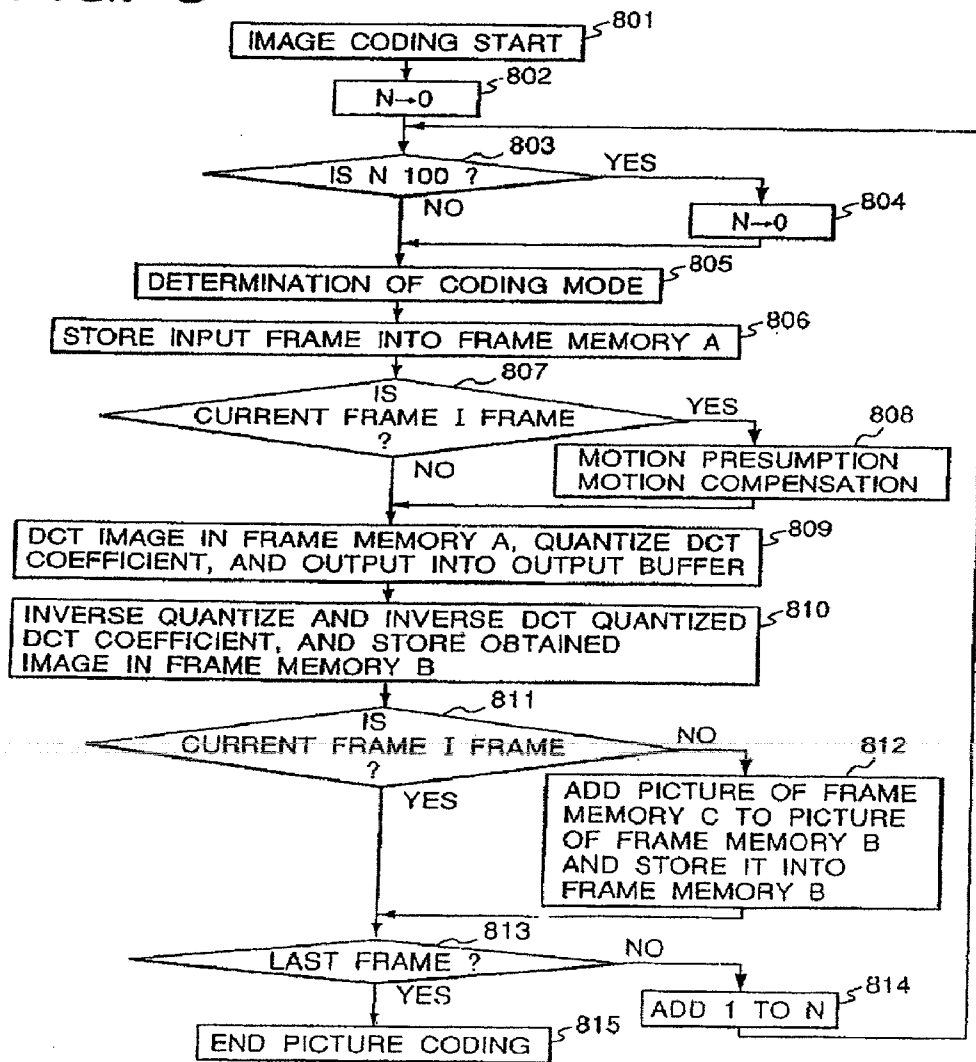 IMAGE CODING START
801
N→0
802
IS N 100 ?
803
YES
NO
N→0
804
DETERMINATION OF CODING MODE
805
STORE INPUT FRAME INTO FRAME MEMORY A
806
807
IS
CURRENT FRAME I FRAME
?
YES
NO
808
MOTION PRESUMPTION
MOTION COMPENSATION
809
DCT IMAGE IN FRAME MEMORY A, QUANTIZE DCT
COEFFICIENT, AND OUTPUT INTO OUTPUT BUFFER
810
INVERSE QUANTIZE AND INVERSE DCT QUANTIZED
DCT COEFFICIENT, AND STORE OBTAINED
IMAGE IN FRAME MEMORY B
811
IS
CURRENT FRAME I FRAME
?
NO
YES
812
ADD PICTURE OF FRAME
MEMORY C TO PICTURE
OF FRAME MEMORY B
AND STORE IT INTO
FRAME MEMORY B
813
LAST FRAME ?
NO
YES
814
ADD 1 TO N
END PICTURE CODING
815